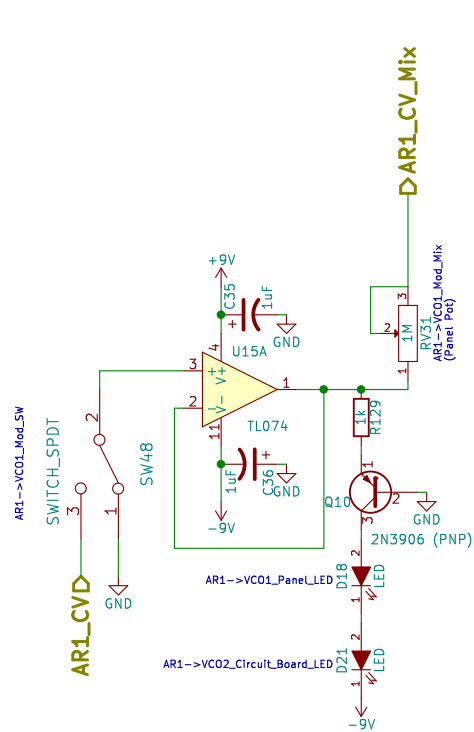 AR1_CV_Mix
+9V
C35
1uF
+
GND
AR1->VCO1_Mod_Mix
(Panel Pot)
3
2
1M
RV31
1
4
U15A
3
+
V+
1
2
-
V-
TL074
11
1k
R129
+
1uF
C36
GND
-9V
AR1->VCO1_Mod_SW
SWITCH_SPDT
2
SW48
3
1
AR1_CV
GND
1
Q10
2
GND
3
2N3906 (PNP)
AR1->VCO1_Panel_LED
2
D18
LED
1
AR1->VCO2_Circuit_Board_LED
2
D21
LED
1
-9V